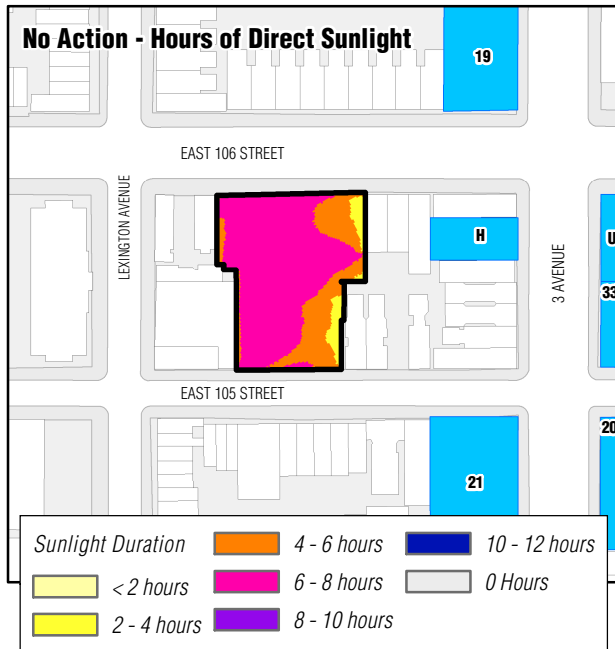 No Action - Hours of Direct Sunlight
19
EAST 106 STREET
LEXINGTON AVENUE
H
U
3 AVENUE
33
EAST 105 STREET
20
21
Sunlight Duration
< 2 hours
2 - 4 hours
4 - 6 hours
6 - 8 hours
8 - 10 hours
10 - 12 hours
0 Hours